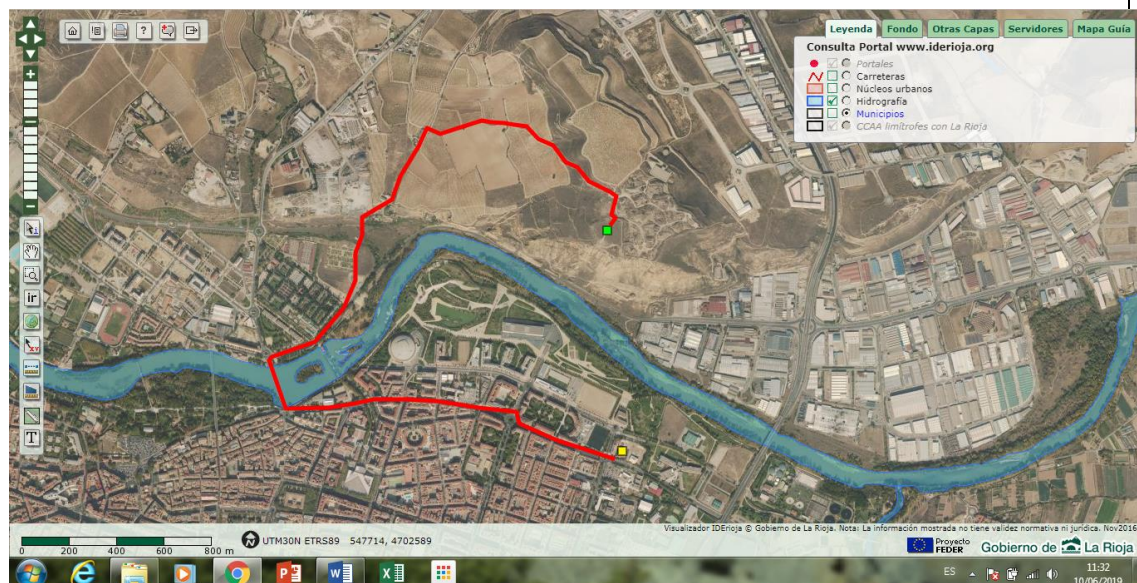 Leyenda Fondo Otras Capas Servidores Mapa Guía
Consulta Portal www.iderioja.org
Portales
Carreteras
Núcleos urbanos
Hidrografía
Municipios
CCAA limítrofes con La Rioja
?
i
ir
XY
T
Visualizador IDErioja © Gobierno de La Rioja. Nota: La información mostrada no tiene validez normativa ni jurídica. Nov2016
0 200 400 600 800 m
UTM30N ETRS89 547714, 4702589
Proyecto
FEDER
Gobierno de La Rioja
ES
11:32
10/06/2019